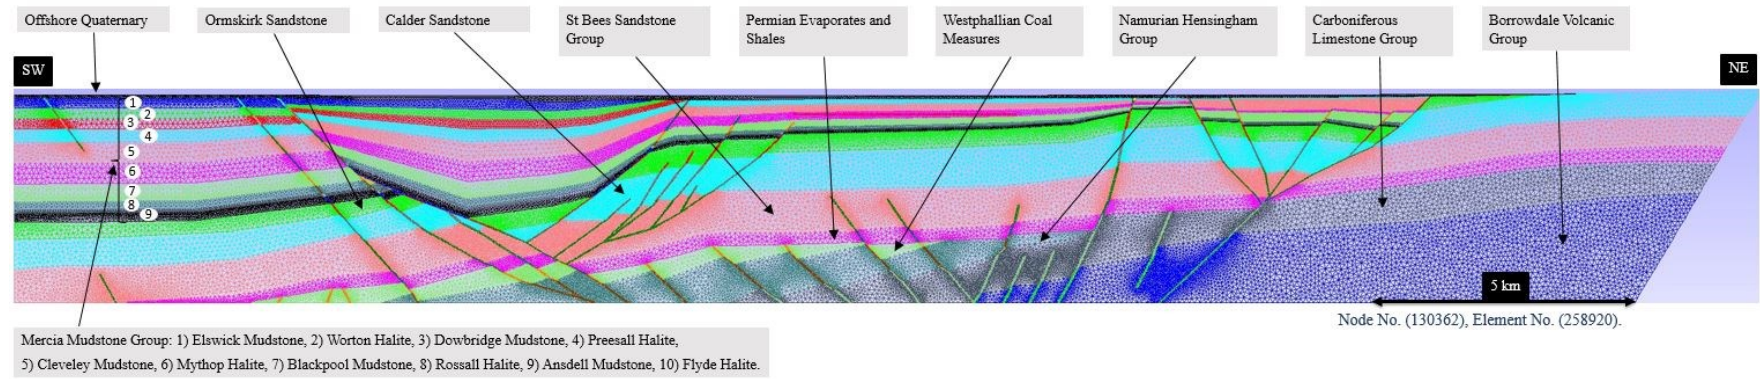 Offshore Quaternary
Ormskirk Sandstone
Calder Sandstone
St Bees Sandstone
Group
Permian Evaporates and
Shales
Westphallian Coal
Measures
Namurian Hensingham
Group
Carboniferous
Limestone Group
Borrowdale Volcanic
Group
SW
NE
1
2
3
4
5
6
7
8
9
5 km
Node No. (130362), Element No. (258920).
Mercia Mudstone Group: 1) Elswick Mudstone, 2) Worton Halite, 3) Dowbridge Mudstone, 4) Preesall Halite,
5) Cleveley Mudstone, 6) Mythop Halite, 7) Blackpool Mudstone, 8) Rossall Halite, 9) Ansdell Mudstone, 10) Flyde Halite.